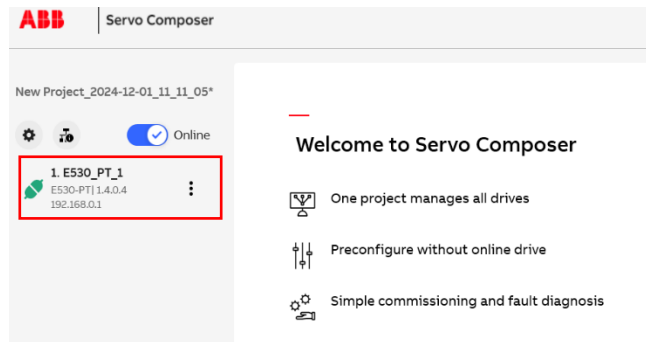 ABB Servo Composer
New Project_2024-12-01_11_11_05*
Online
1. E530_PT_1
E530-PT| 1.4.0.4
192.168.0.1
Welcome to Servo Composer
One project manages all drives
Preconfigure without online drive
Simple commissioning and fault diagnosis